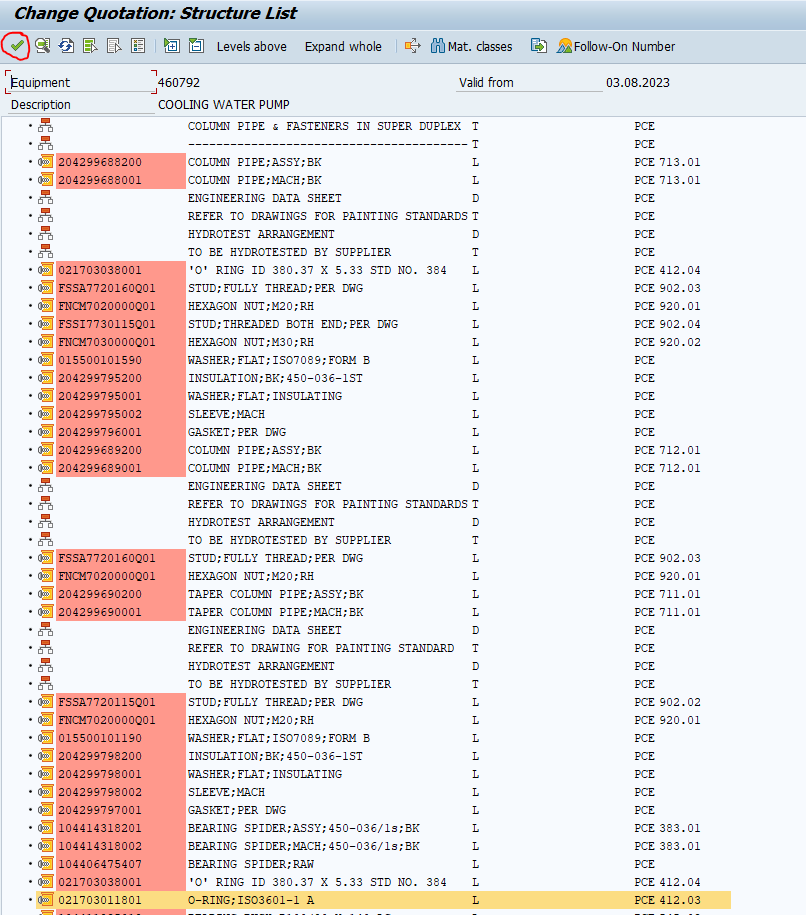 Change Quotation: Structure List
Levels above Expand whole Mat. classes Follow-On Number
Equipment 460792 Valid from 03.08.2023
Description COOLING WATER PUMP
COLUMN PIPE & FASTENERS IN SUPER DUPLEX T PCE
---------------------------------------- T PCE
204299688200 COLUMN PIPE;ASSY;BK L PCE 713.01
204299688001 COLUMN PIPE;MACH;BK L PCE 713.01
ENGINEERING DATA SHEET D PCE
REFER TO DRAWINGS FOR PAINTING STANDARDS T PCE
HYDROTEST ARRANGEMENT D PCE
TO BE HYDROTESTED BY SUPPLIER T PCE
021703038001 'O' RING ID 380.37 X 5.33 STD NO. 384 L PCE 412.04
FSSA7720160Q01 STUD;FULLY THREAD;PER DWG L PCE 902.03
FNCM7020000Q01 HEXAGON NUT;M20;RH L PCE 920.01
FSSI7730115Q01 STUD;THREADED BOTH END;PER DWG L PCE 902.04
FNCM7030000Q01 HEXAGON NUT;M30;RH L PCE 920.02
015500101590 WASHER;FLAT;ISO7089;FORM B L PCE
204299795200 INSULATION;BK;450-036-1ST L PCE
204299795001 WASHER;FLAT;INSULATING L PCE
204299795002 SLEEVE;MACH L PCE
204299796001 GASKET;PER DWG L PCE
204299689200 COLUMN PIPE;ASSY;BK L PCE 712.01
204299689001 COLUMN PIPE;MACH;BK L PCE 712.01
ENGINEERING DATA SHEET D PCE
REFER TO DRAWINGS FOR PAINTING STANDARDS T PCE
HYDROTEST ARRANGEMENT D PCE
TO BE HYDROTESTED BY SUPPLIER T PCE
FSSA7720160Q01 STUD;FULLY THREAD;PER DWG L PCE 902.03
FNCM7020000Q01 HEXAGON NUT;M20;RH L PCE 920.01
204299690200 TAPER COLUMN PIPE;ASSY;BK L PCE 711.01
204299690001 TAPER COLUMN PIPE;MACH;BK L PCE 711.01
ENGINEERING DATA SHEET D PCE
REFER TO DRAWING FOR PAINTING STANDARD T PCE
HYDROTEST ARRANGEMENT D PCE
TO BE HYDROTESTED BY SUPPLIER T PCE
FSSA7720115Q01 STUD;FULLY THREAD;PER DWG L PCE 902.02
FNCM7020000Q01 HEXAGON NUT;M20;RH L PCE 920.01
015500101190 WASHER;FLAT;ISO7089;FORM B L PCE
204299798200 INSULATION;BK;450-036-1ST L PCE
204299798001 WASHER;FLAT;INSULATING L PCE
204299798002 SLEEVE;MACH L PCE
204299797001 GASKET;PER DWG L PCE
104414318201 BEARING SPIDER;ASSY;450-036/1s;BK L PCE 383.01
104414318002 BEARING SPIDER;MACH;450-036/1s;BK L PCE 383.01
104406475407 BEARING SPIDER;RAW L PCE
021703038001 'O' RING ID 380.37 X 5.33 STD NO. 384 L PCE 412.04
021703011801 O-RING;ISO3601-1 A L PCE 412.03